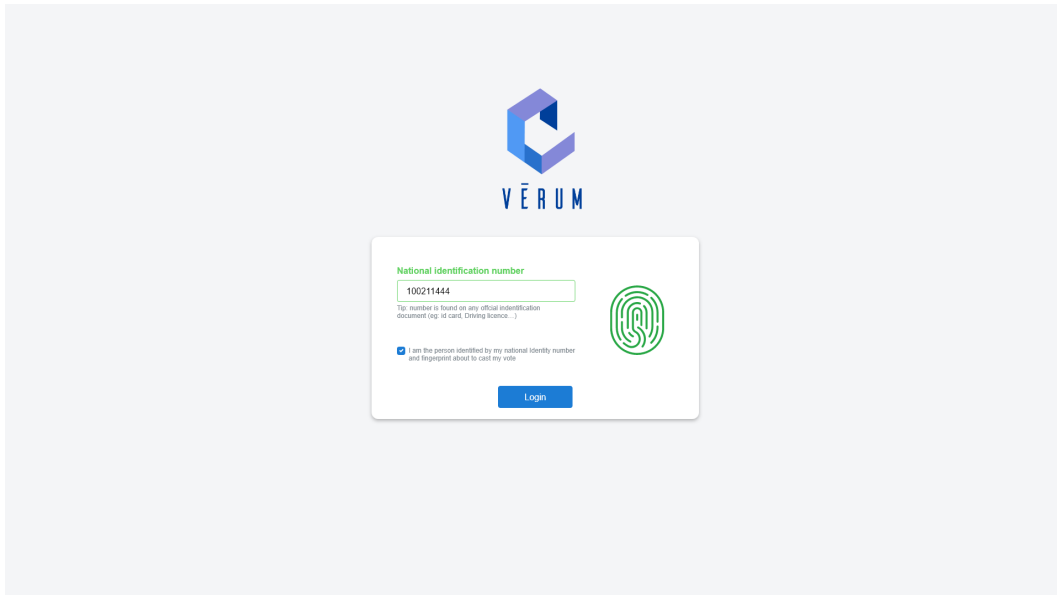 VĒRUM
National identification number
100211444
Tip: number is found on any offcial indentification
document (eg: id card, Driving licence ...)
I am the person identified by my national Identity number
and fingerprint about to cast my vote
Login